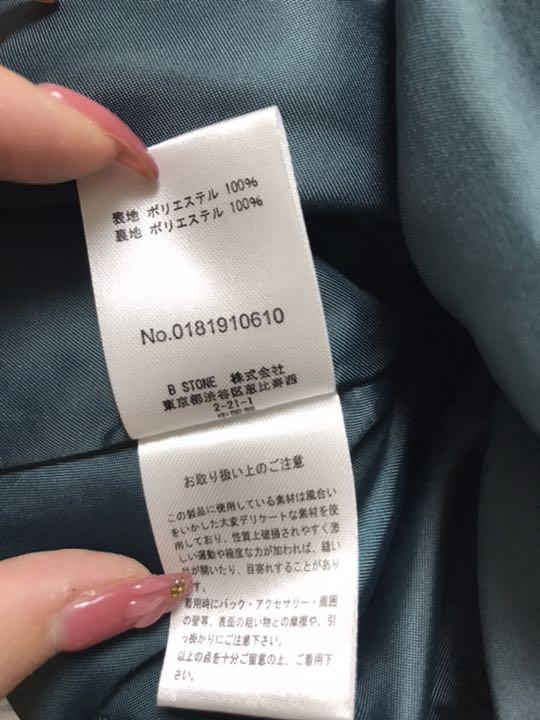 表地 ポリエステル 100%
裏地 ポリエステル 100%
No.0181910610
B STONE 株式会社
東京都渋谷区恵比寿西
2-21-1
中国製
お取り扱い上のご注意
この製品に使用している素材は風合い
をいかした大変デリケートな素材を使
用しており、性質上破損されやすく激
しい運動や極度な力が加われば、縫い
が開いたり、目寄れすることがあり
す。
着用時にバック・アクセサリー・周囲
の壁等、表面の粗い物との摩擦や、引
っ掛かりにご注意下さい。
以上の点を十分ご留意の上、ご着用下
さい。